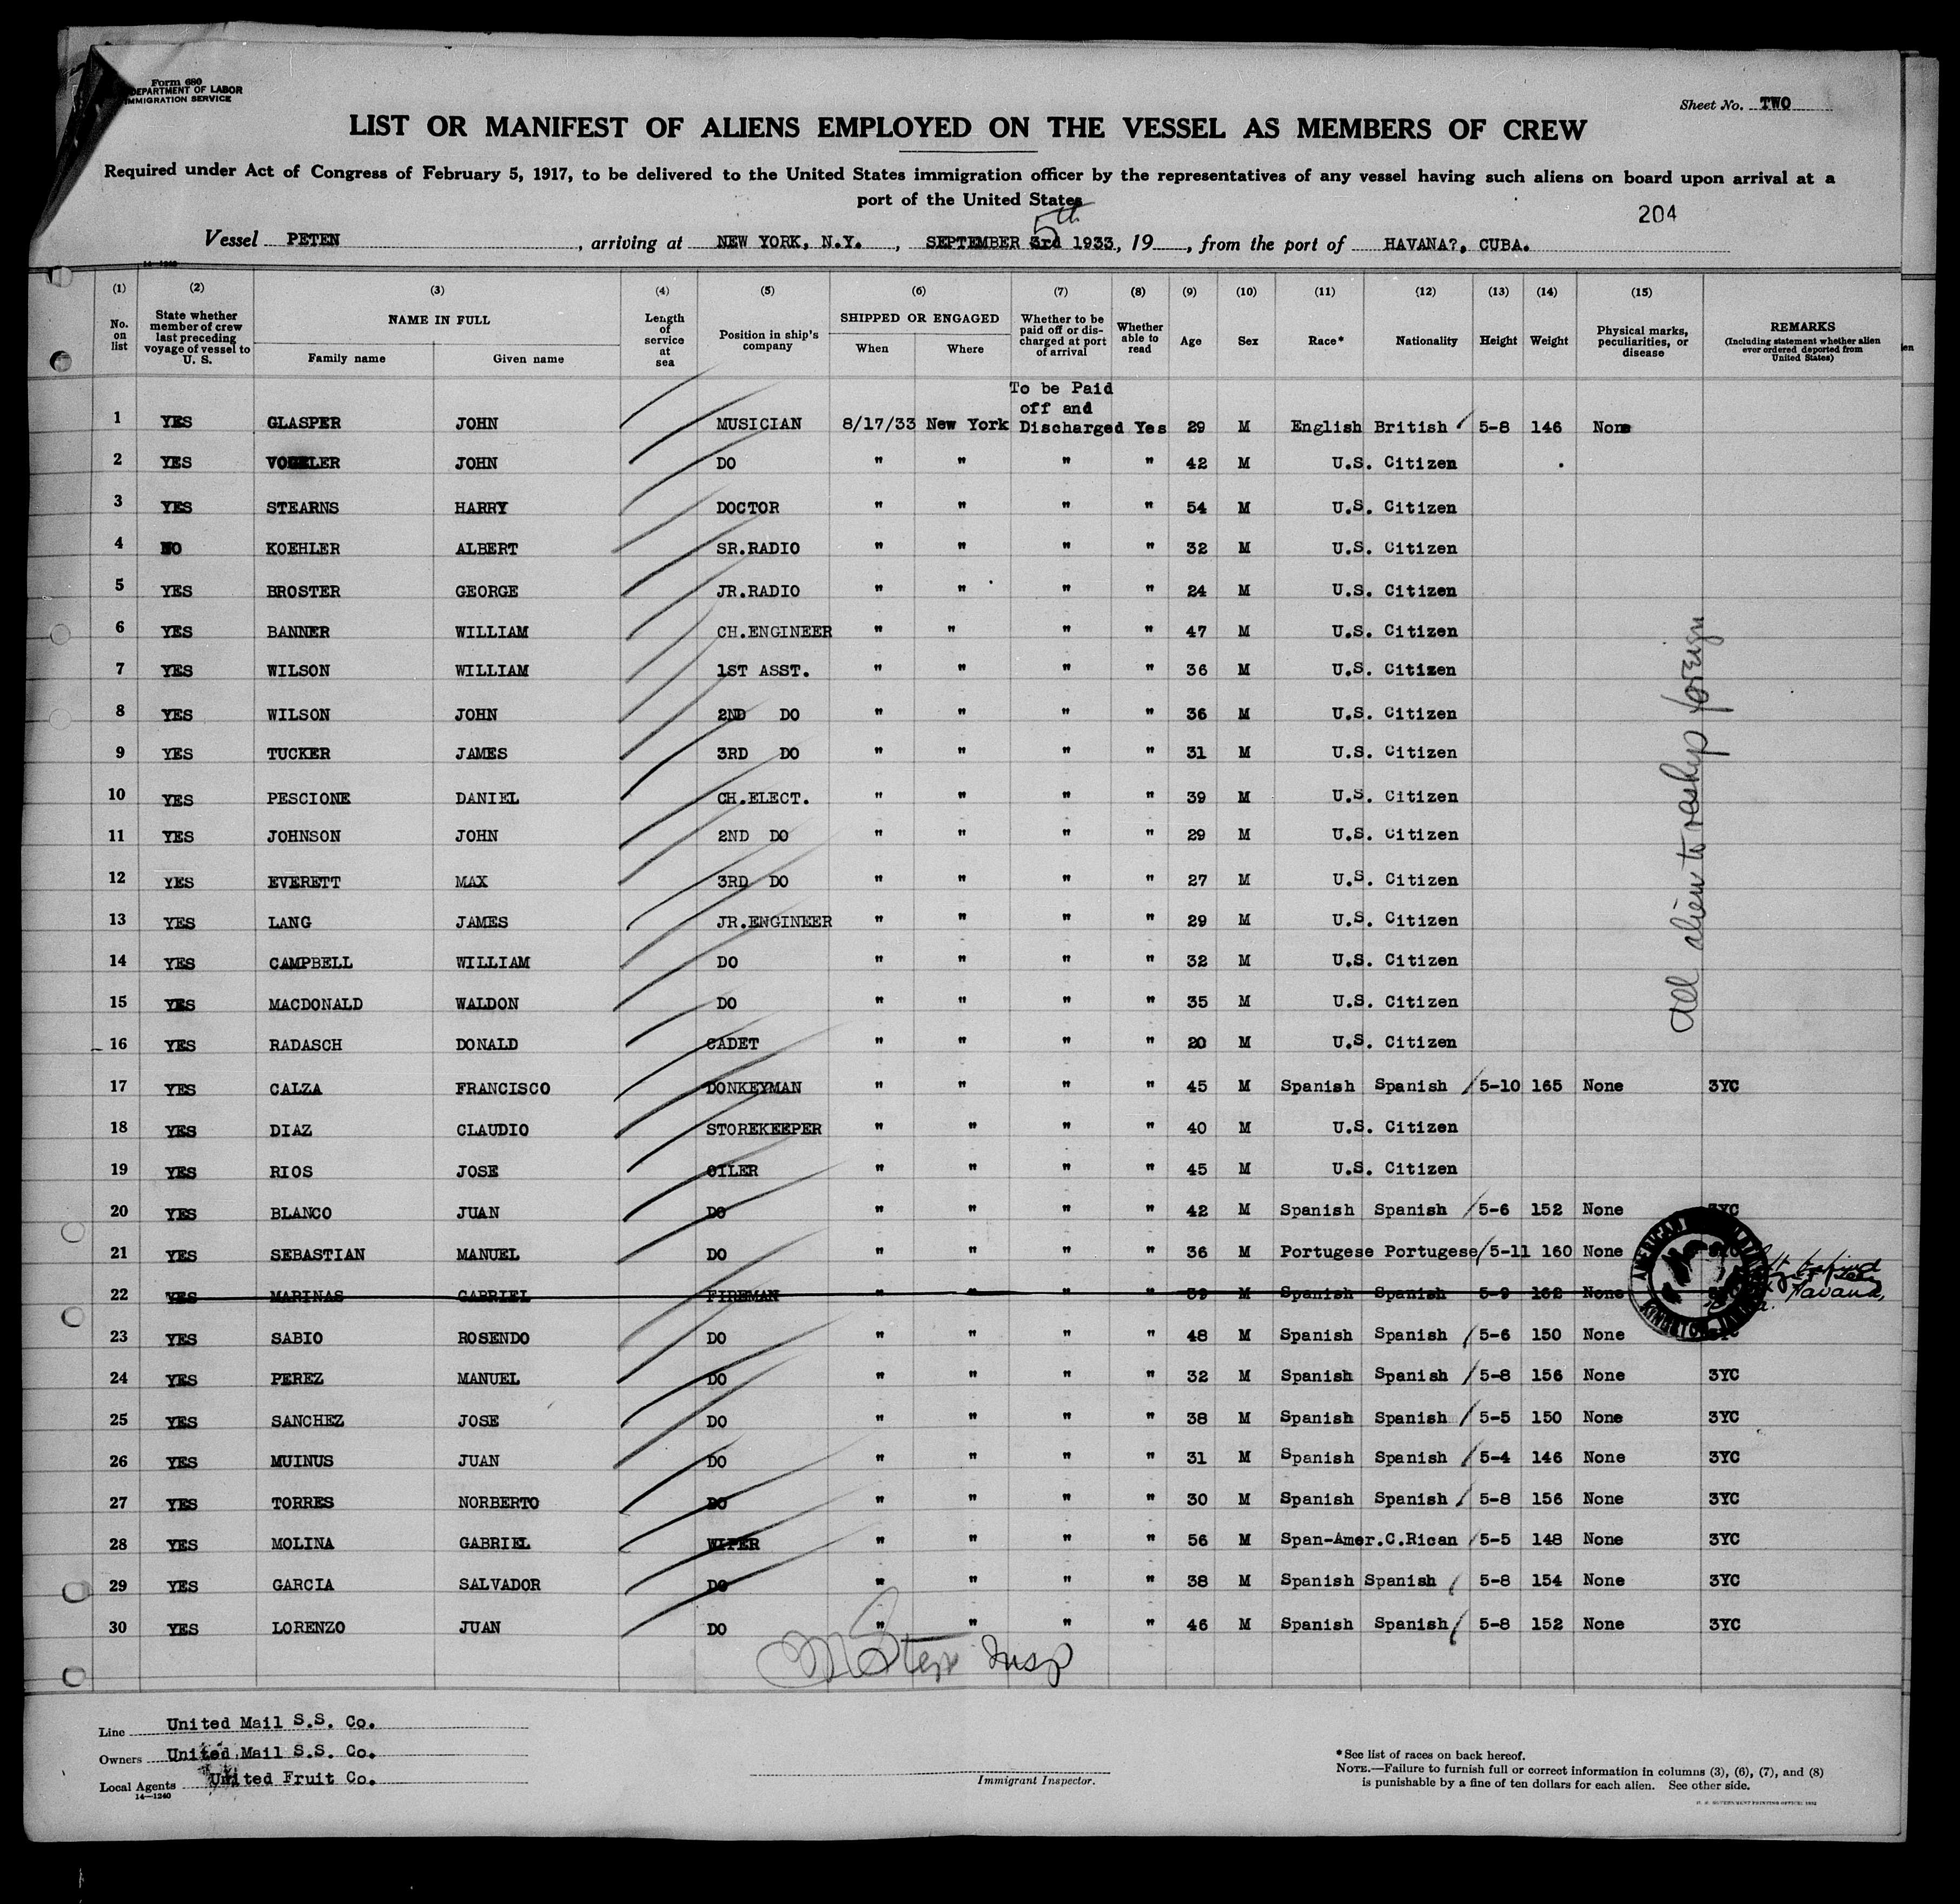 Form 680
DEPARTMENT OF LABOR
IMMIGRATION SERVICE
Sheet No. TWO
LIST OR MANIFEST OF ALIENS EMPLOYED ON THE VESSEL AS MEMBERS OF CREW
Required under Act of Congress of February 5, 1917, to be delivered to the United States immigration officer by the representatives of any vessel having such aliens on board upon arrival at a
port of the United States
204
5th
Vessel PETEN, arriving at NEW YORK, N.Y., SEPTEMBER 3rd 1933, 19, from the port of HAVANA?, CUBA.
14-1240
(1) (2) (3) (4) (5) (6) (7) (8) (9) (10) (11) (12) (13) (14) (15)
No. on list State whether member of crew last preceding voyage of vessel to U. S. NAME IN FULL Family name Given name Length of service at sea Position in ship's company SHIPPED OR ENGAGED When Where Whether to be paid off or discharged at port of arrival Whether able to read Age Sex Race* Nationality Height Weight Physical marks, peculiarities, or disease REMARKS (Including statement whether alien ever ordered deported from United States)
To be Paid
off and
1 YES GLASPER JOHN MUSICIAN 8/17/33 New York Discharged Yes 29 M English British 5-8 146 None
2 YES VOGELER JOHN DO " " " " 42 M U.S. Citizen
3 YES STEARNS HARRY DOCTOR " " " " 54 M U.S. Citizen
4 NO KOEHLER ALBERT SR.RADIO " " " " 32 M U.S. Citizen
5 YES BROSTER GEORGE JR.RADIO " " " " 24 M U.S. Citizen
6 YES BANNER WILLIAM CH.ENGINEER " " " " 47 M U.S. Citizen
7 YES WILSON WILLIAM 1ST ASST. " " " " 36 M U.S. Citizen
8 YES WILSON JOHN 2ND DO " " " " 36 M U.S. Citizen
9 YES TUCKER JAMES 3RD DO " " " " 31 M U.S. Citizen
10 YES PESCIONE DANIEL CH.ELECT. " " " " 39 M U.S. Citizen
11 YES JOHNSON JOHN 2ND DO " " " " 29 M U.S. Citizen
12 YES EVERETT MAX 3RD DO " " " " 27 M U.S. Citizen
13 YES LANG JAMES JR.ENGINEER " " " " 29 M U.S. Citizen
14 YES CAMPBELL WILLIAM DO " " " " 32 M U.S. Citizen
15 YES MACDONALD WALDON DO " " " " 35 M U.S. Citizen
16 YES RADASCH DONALD CADET " " " " 20 M U.S. Citizen
17 YES CALZA FRANCISCO DONKEYMAN " " " " 45 M Spanish Spanish 5-10 165 None 3YC
18 YES DIAZ CLAUDIO STOREKEEPER " " " " 40 M U.S. Citizen
19 YES RIOS JOSE OILER " " " " 45 M U.S. Citizen
20 YES BLANCO JUAN DO " " " " 42 M Spanish Spanish 5-6 152 None 3YC
21 YES SEBASTIAN MANUEL DO " " " " 36 M Portugese Portugese 5-11 160 None
22 YES MARINAS GABRIEL FIREMAN " " " " 39 M Spanish Spanish 5-9 162 None
23 YES SABIO ROSENDO DO " " " " 48 M Spanish Spanish 5-6 150 None
24 YES PEREZ MANUEL DO " " " " 32 M Spanish Spanish 5-8 156 None 3YC
25 YES SANCHEZ JOSE DO " " " " 38 M Spanish Spanish 5-5 150 None 3YC
26 YES MUINUS JUAN DO " " " " 31 M Spanish Spanish 5-4 146 None 3YC
27 YES TORRES NORBERTO DO " " " " 30 M Spanish Spanish 5-8 156 None 3YC
28 YES MOLINA GABRIEL WIPER " " " " 56 M Span-Amer.C.Rican 5-5 148 None 3YC
29 YES GARCIA SALVADOR DO " " " " 38 M Spanish Spanish 5-8 154 None 3YC
30 YES LORENZO JUAN DO " " " " 46 M Spanish Spanish 5-8 152 None 3YC
All alien to reship foreign
AMERICAN
KINGSTON
behind
Havana,
Insp
Line United Mail S.S. Co.
Owners United Mail S.S. Co.
Local Agents United Fruit Co.
14—1240
Immigrant Inspector.
*See list of races on back hereof.
NOTE.—Failure to furnish full or correct information in columns (3), (6), (7), and (8)
is punishable by a fine of ten dollars for each alien. See other side.
U. S. GOVERNMENT PRINTING OFFICE: 1932